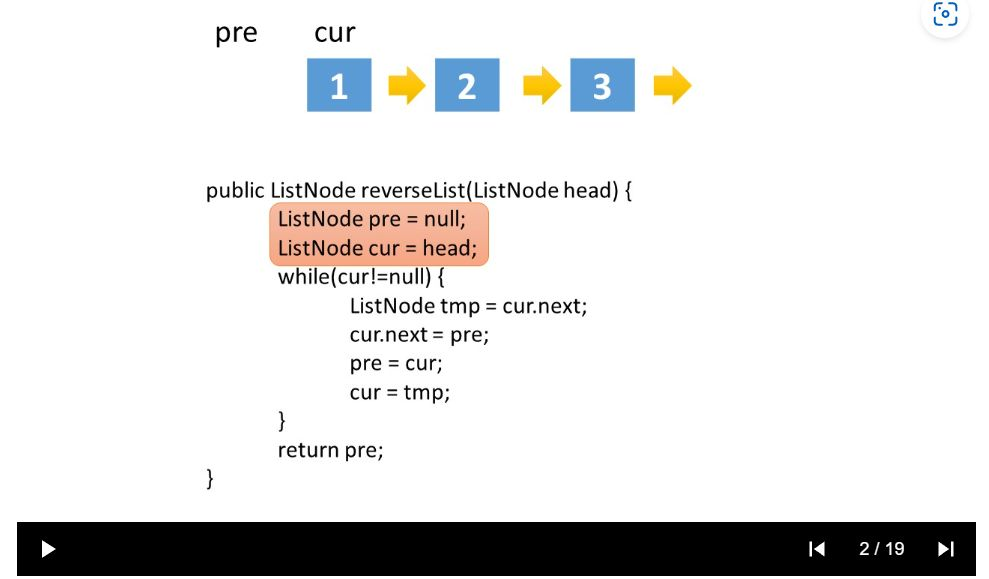 pre cur
1 2 3
public ListNode reverseList(ListNode head) {
ListNode pre = null;
ListNode cur = head;
while(cur!=null) {
ListNode tmp = cur.next;
cur.next = pre;
pre = cur;
cur = tmp;
}
return pre;
}
2 / 19